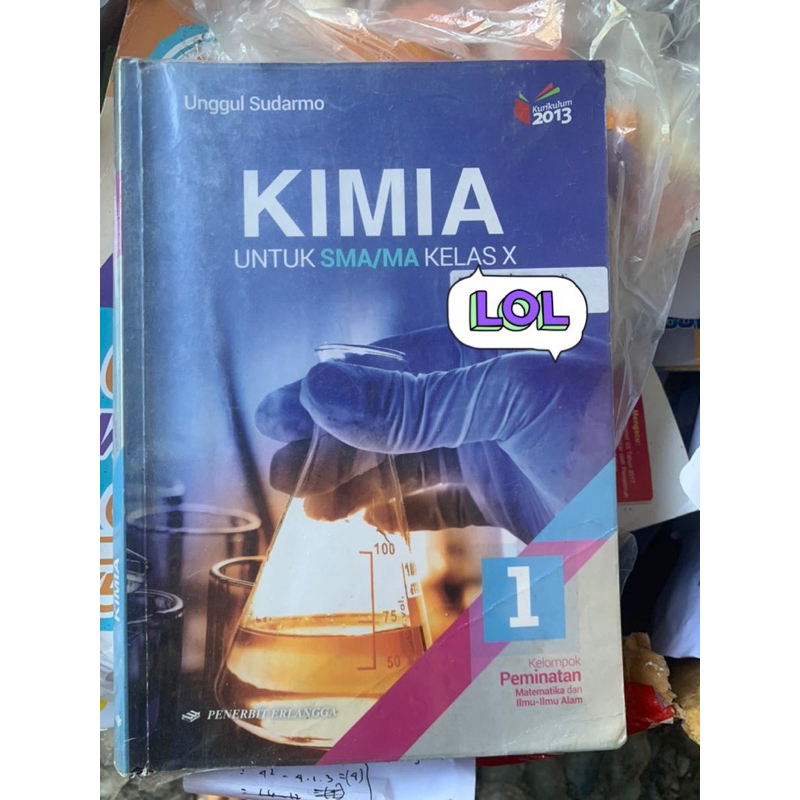 Unggul Sudarmo
Kurikulum
2013
KIMIA
UNTUK SMA/MA KELAS X
LOL
100
75
50
vol.
1
Kelompok
Peminatan
Matematika dan
Ilmu-Ilmu Alam
PENERBIT ERLANGGA
KIMIA